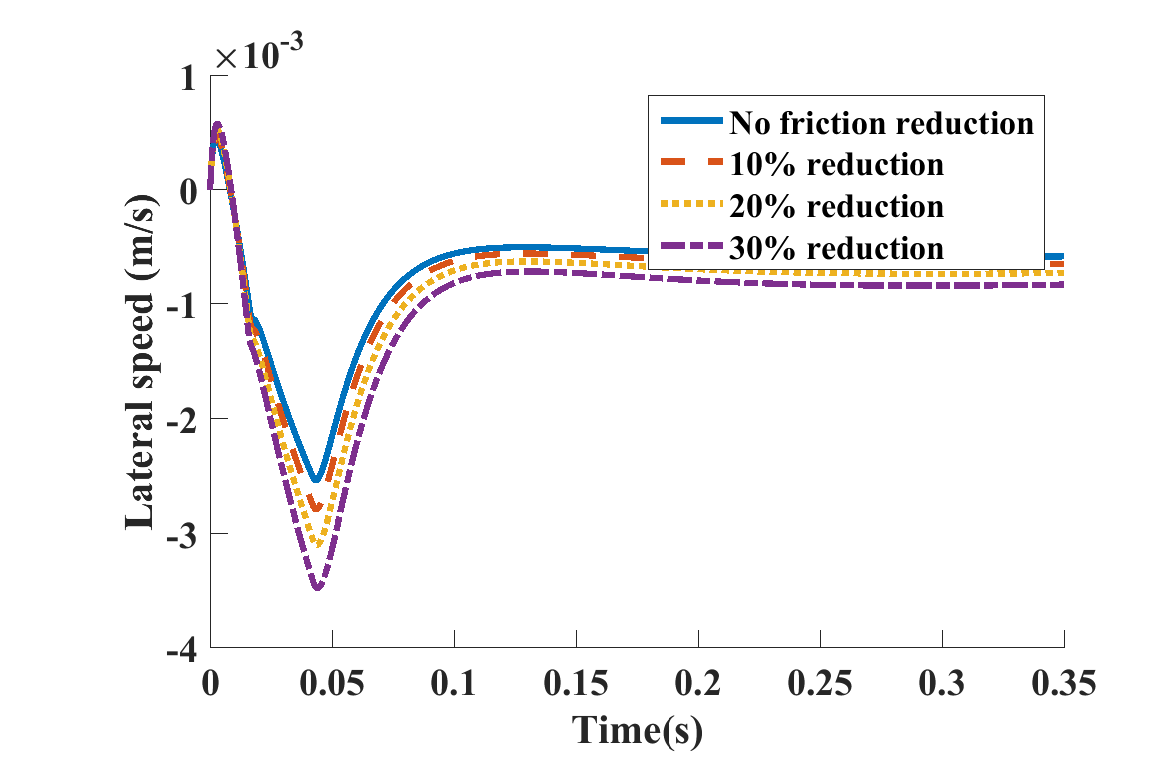 ×10-3
1
0
-1
-2
-3
-4
Lateral speed (m/s)
No friction reduction
10% reduction
20% reduction
30% reduction
0 0.05 0.1 0.15 0.2 0.25 0.3 0.35
Time(s)